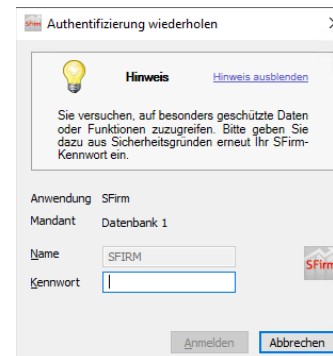 SFirm Authentifizierung wiederholen
Hinweis Hinweis ausblenden
Sie versuchen, auf besonders geschützte Daten
oder Funktionen zuzugreifen. Bitte geben Sie
dazu aus Sicherheitsgründen erneut Ihr SFirm-
Kennwort ein.
Anwendung SFirm
Mandant Datenbank 1
Name SFIRM
SFirm
Kennwort
Anmelden Abbrechen